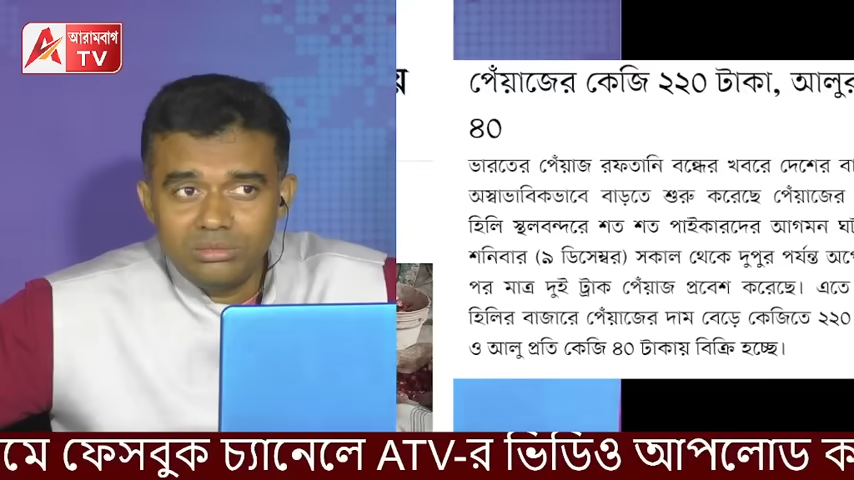 আরামবাগ
TV
পেঁয়াজের কেজি ২২০ টাকা, আলুর
৪০
ভারতের পেঁয়াজ রফতানি বন্ধের খবরে দেশের বা
অস্বাভাবিকভাবে বাড়তে শুরু করেছে পেঁয়াজের
হিলি স্থলবন্দরে শত শত পাইকারদের আগমন ঘট
শনিবার (৯ ডিসেম্বর) সকাল থেকে দুপুর পর্যন্ত অপে
পর মাত্র দুই ট্রাক পেঁয়াজ প্রবেশ করেছে। এতে
হিলির বাজারে পেঁয়াজের দাম বেড়ে কেজিতে ২২০
ও আলু প্রতি কেজি ৪০ টাকায় বিক্রি হচ্ছে।
মে ফেসবুক চ্যানেলে ATV-র ভিডিও আপলোড ক